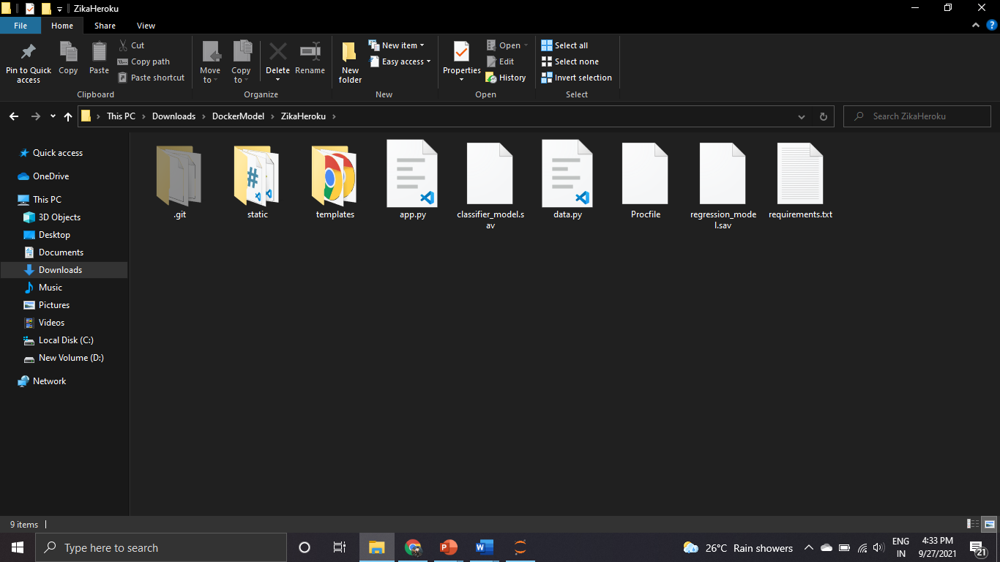 ZikaHeroku
File
Home
Share
View
Pin to Quick
access
Copy
Paste
Cut
Copy path
Paste shortcut
Clipboard
Move
to
Copy
to
Delete
Rename
Organize
New
folder
New item
Easy access
New
Properties
Open
Edit
History
Open
Select all
Select none
Invert selection
Select
This PC > Downloads > DockerModel > ZikaHeroku >
Search ZikaHeroku
Quick access
OneDrive
This PC
3D Objects
Desktop
Documents
Downloads
Music
Pictures
Videos
Local Disk (C:)
New Volume (D:)
Network
.git
static
templates
app.py
classifier_model.s
av
data.py
Procfile
regression_mode
l.sav
requirements.txt
9 items
Type here to search
26°C Rain showers
ENG
IN
4:33 PM
9/27/2021
21